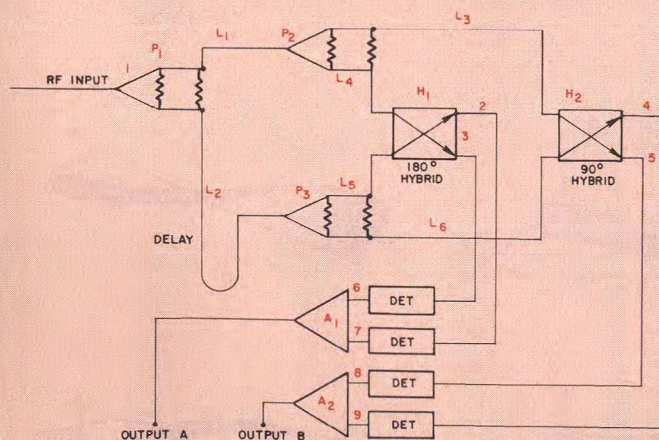 L₃
L₁
P₂
P₁
1
RF INPUT
L₄
H₁
2
3
180°
HYBRID
H₂
4
5
90°
HYBRID
L₂
P₃
L₅
L₆
DELAY
6
DET
A₁
7
DET
8
DET
A₂
9
DET
OUTPUT A
OUTPUT B